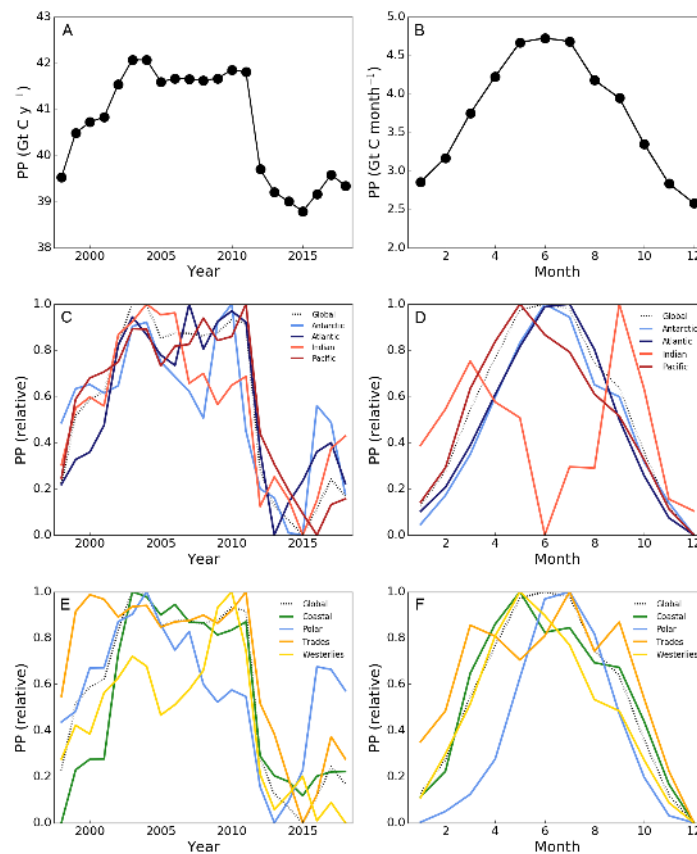 A
PP (Gt C y⁻¹)
43
42
41
40
39
38
2000
2005
2010
2015
Year
B
PP (Gt C month⁻¹)
5.0
4.5
4.0
3.5
3.0
2.5
2.0
2
4
6
8
10
12
Month
C
PP (relative)
1.0
0.8
0.6
0.4
0.2
0.0
Global
Antarctic
Atlantic
Indian
Pacific
2000
2005
2010
2015
Year
D
PP (relative)
1.0
0.8
0.6
0.4
0.2
0.0
Global
Antarctic
Atlantic
Indian
Pacific
2
4
6
8
10
12
Month
E
PP (relative)
1.0
0.8
0.6
0.4
0.2
0.0
Global
Coastal
Polar
Trades
Westerlies
2000
2005
2010
2015
Year
F
PP (relative)
1.0
0.8
0.6
0.4
0.2
0.0
Global
Coastal
Polar
Trades
Westerlies
2
4
6
8
10
12
Month